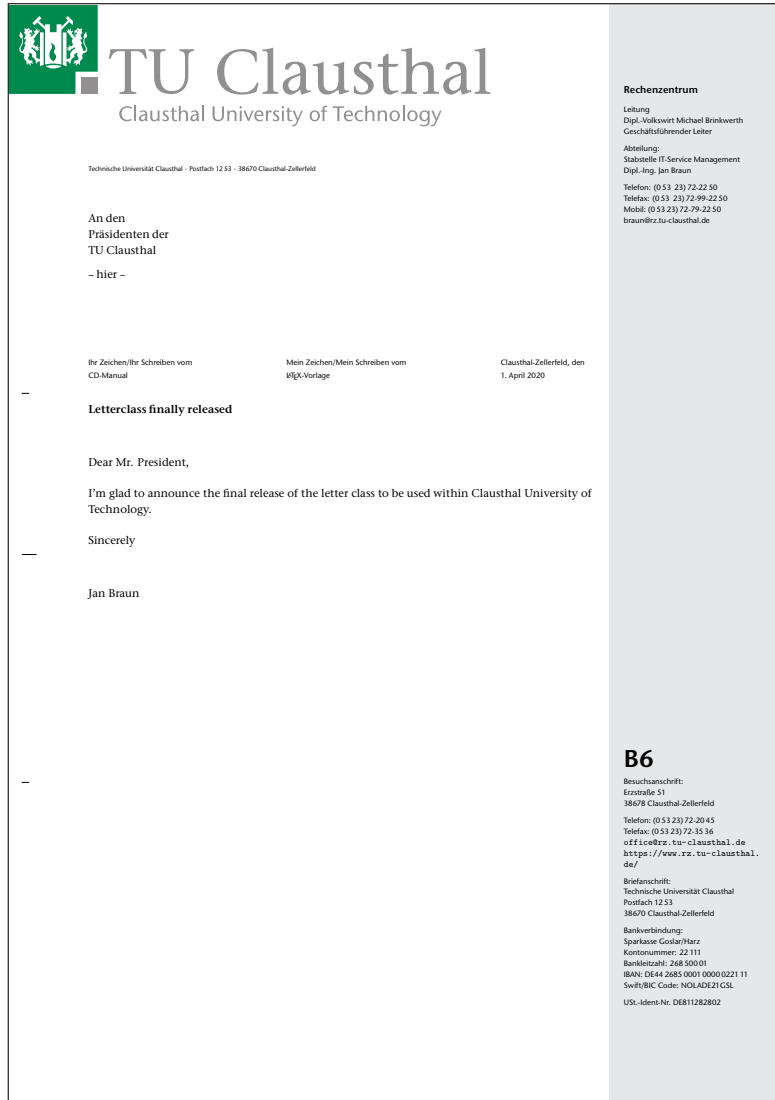 TU Clausthal
Clausthal University of Technology
Technische Universität Clausthal · Postfach 12 53 · 38670 Clausthal-Zellerfeld
An den
Präsidenten der
TU Clausthal
– hier –
Ihr Zeichen/Ihr Schreiben vom
CD-Manual
Mein Zeichen/Mein Schreiben vom
LATEX-Vorlage
Clausthal-Zellerfeld, den
1. April 2020
Letterclass finally released
Dear Mr. President,
I'm glad to announce the final release of the letter class to be used within Clausthal University of
Technology.
Sincerely
Jan Braun
Rechenzentrum
Leitung
Dipl.-Volkswirt Michael Brinkwerth
Geschäftsführender Leiter
Abteilung:
Stabstelle IT-Service Management
Dipl.-Ing. Jan Braun
Telefon: (0 53 23) 72-22 50
Telefax: (0 53 23) 72-99-22 50
Mobil: (0 53 23) 72-79-22 50
braun@rz.tu-clausthal.de
B6
Besuchsanschrift:
Erzstraße 51
38678 Clausthal-Zellerfeld
Telefon: (0 53 23) 72-20 45
Telefax: (0 53 23) 72-35 36
office@rz.tu-clausthal.de
https://www.rz.tu-clausthal.
de/
Briefanschrift:
Technische Universität Clausthal
Postfach 12 53
38670 Clausthal-Zellerfeld
Bankverbindung:
Sparkasse Goslar/Harz
Kontonummer: 22 111
Bankleitzahl: 268 500 01
IBAN: DE44 2685 0001 0000 0221 11
Swift/BIC Code: NOLADE21GSL
USt.-Ident-Nr. DE811282802